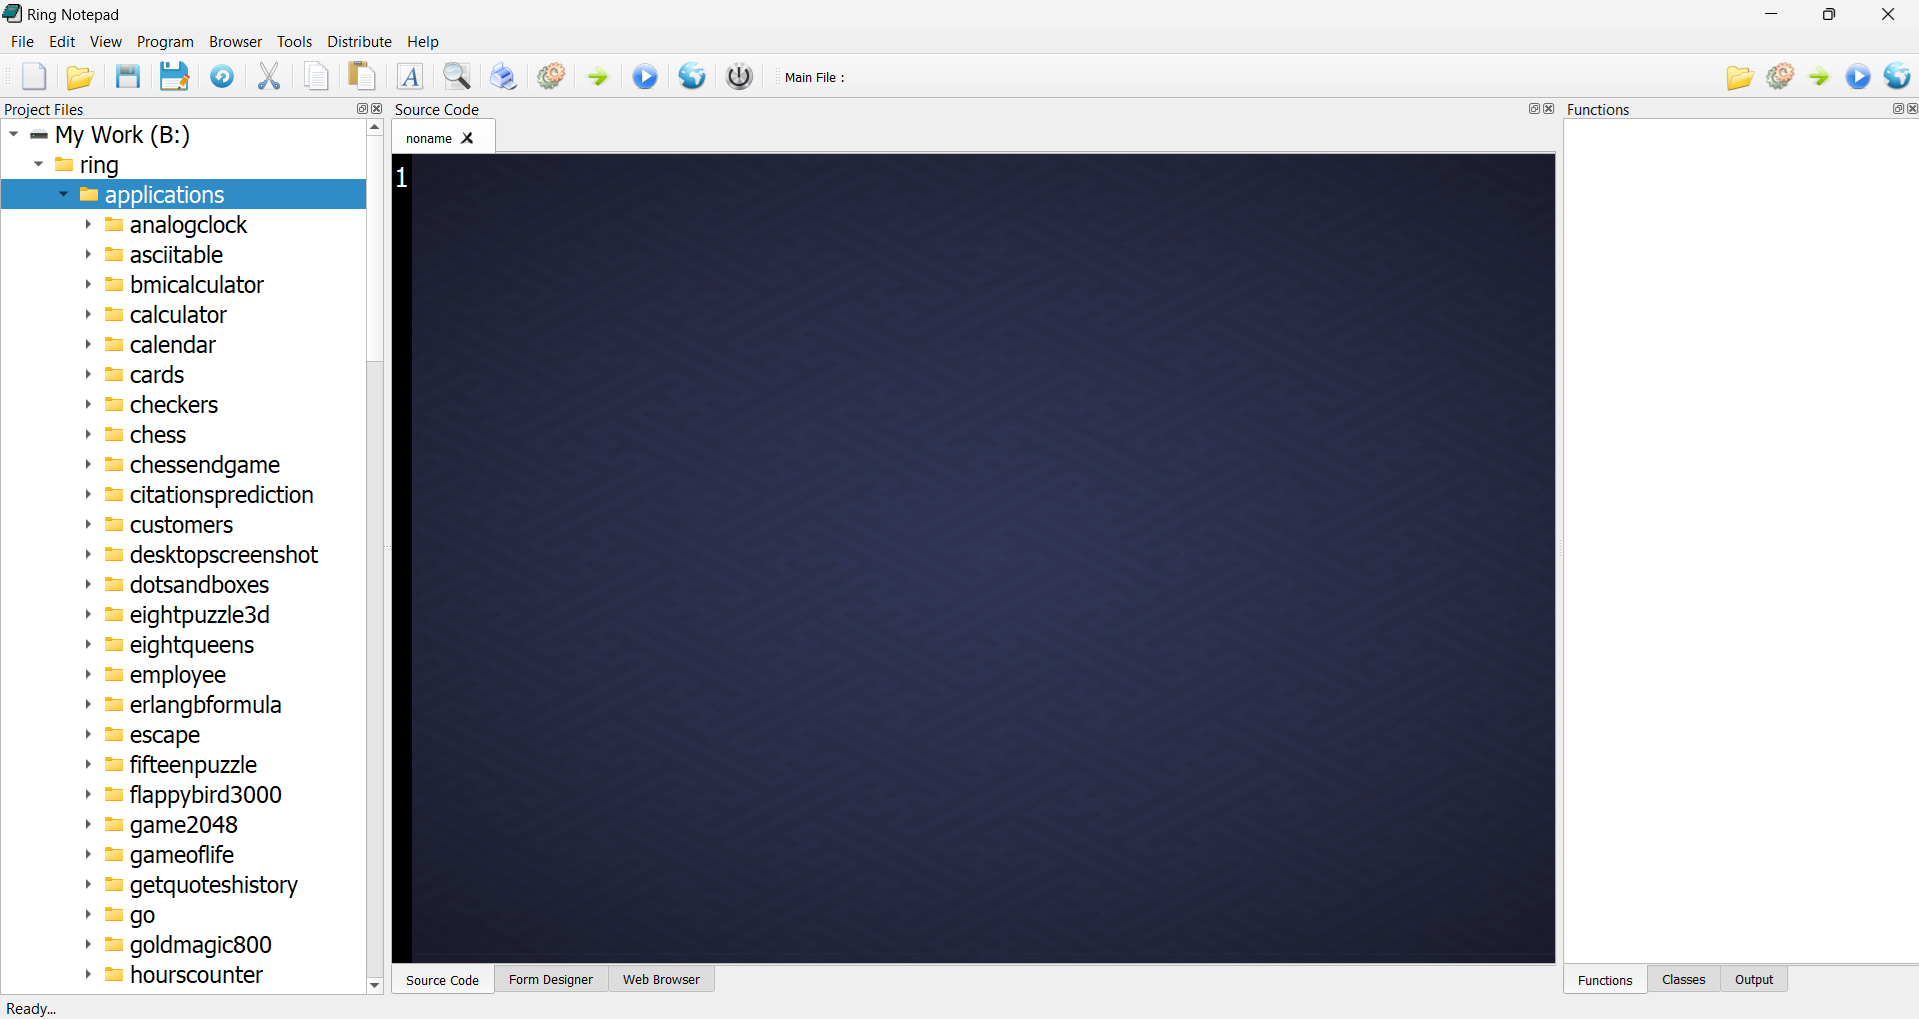 Ring Notepad
File Edit View Program Browser Tools Distribute Help
Main File :
Project Files
My Work (B:)
ring
applications
analogclock
asciitable
bmicalculator
calculator
calendar
cards
checkers
chess
chessendgame
citationsprediction
customers
desktopscreenshot
dotsandboxes
eightpuzzle3d
eightqueens
employee
erlangbformula
escape
fifteenpuzzle
flappybird3000
game2048
gameoflife
getquoteshistory
go
goldmagic800
hourscounter
Source Code
noname
1
Source Code Form Designer Web Browser
Functions
Functions Classes Output
Ready...